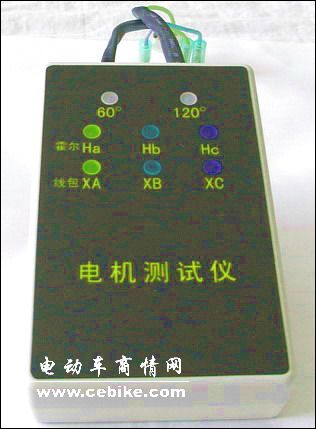 60° 120°
霍尔 Ha Hb Hc
线包 XA XB XC
电机测试仪
电动车商情网
www.cebike.com